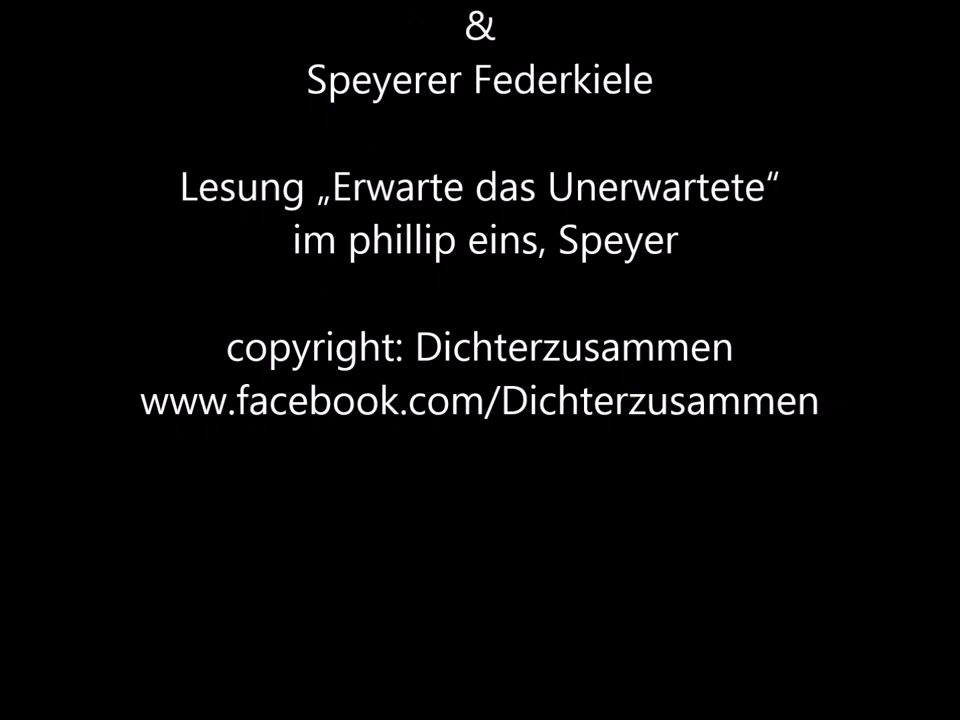 &
Speyerer Federkiele
Lesung „Erwarte das Unerwartete“
im phillip eins, Speyer
copyright: Dichterzusammen
www.facebook.com/Dichterzusammen